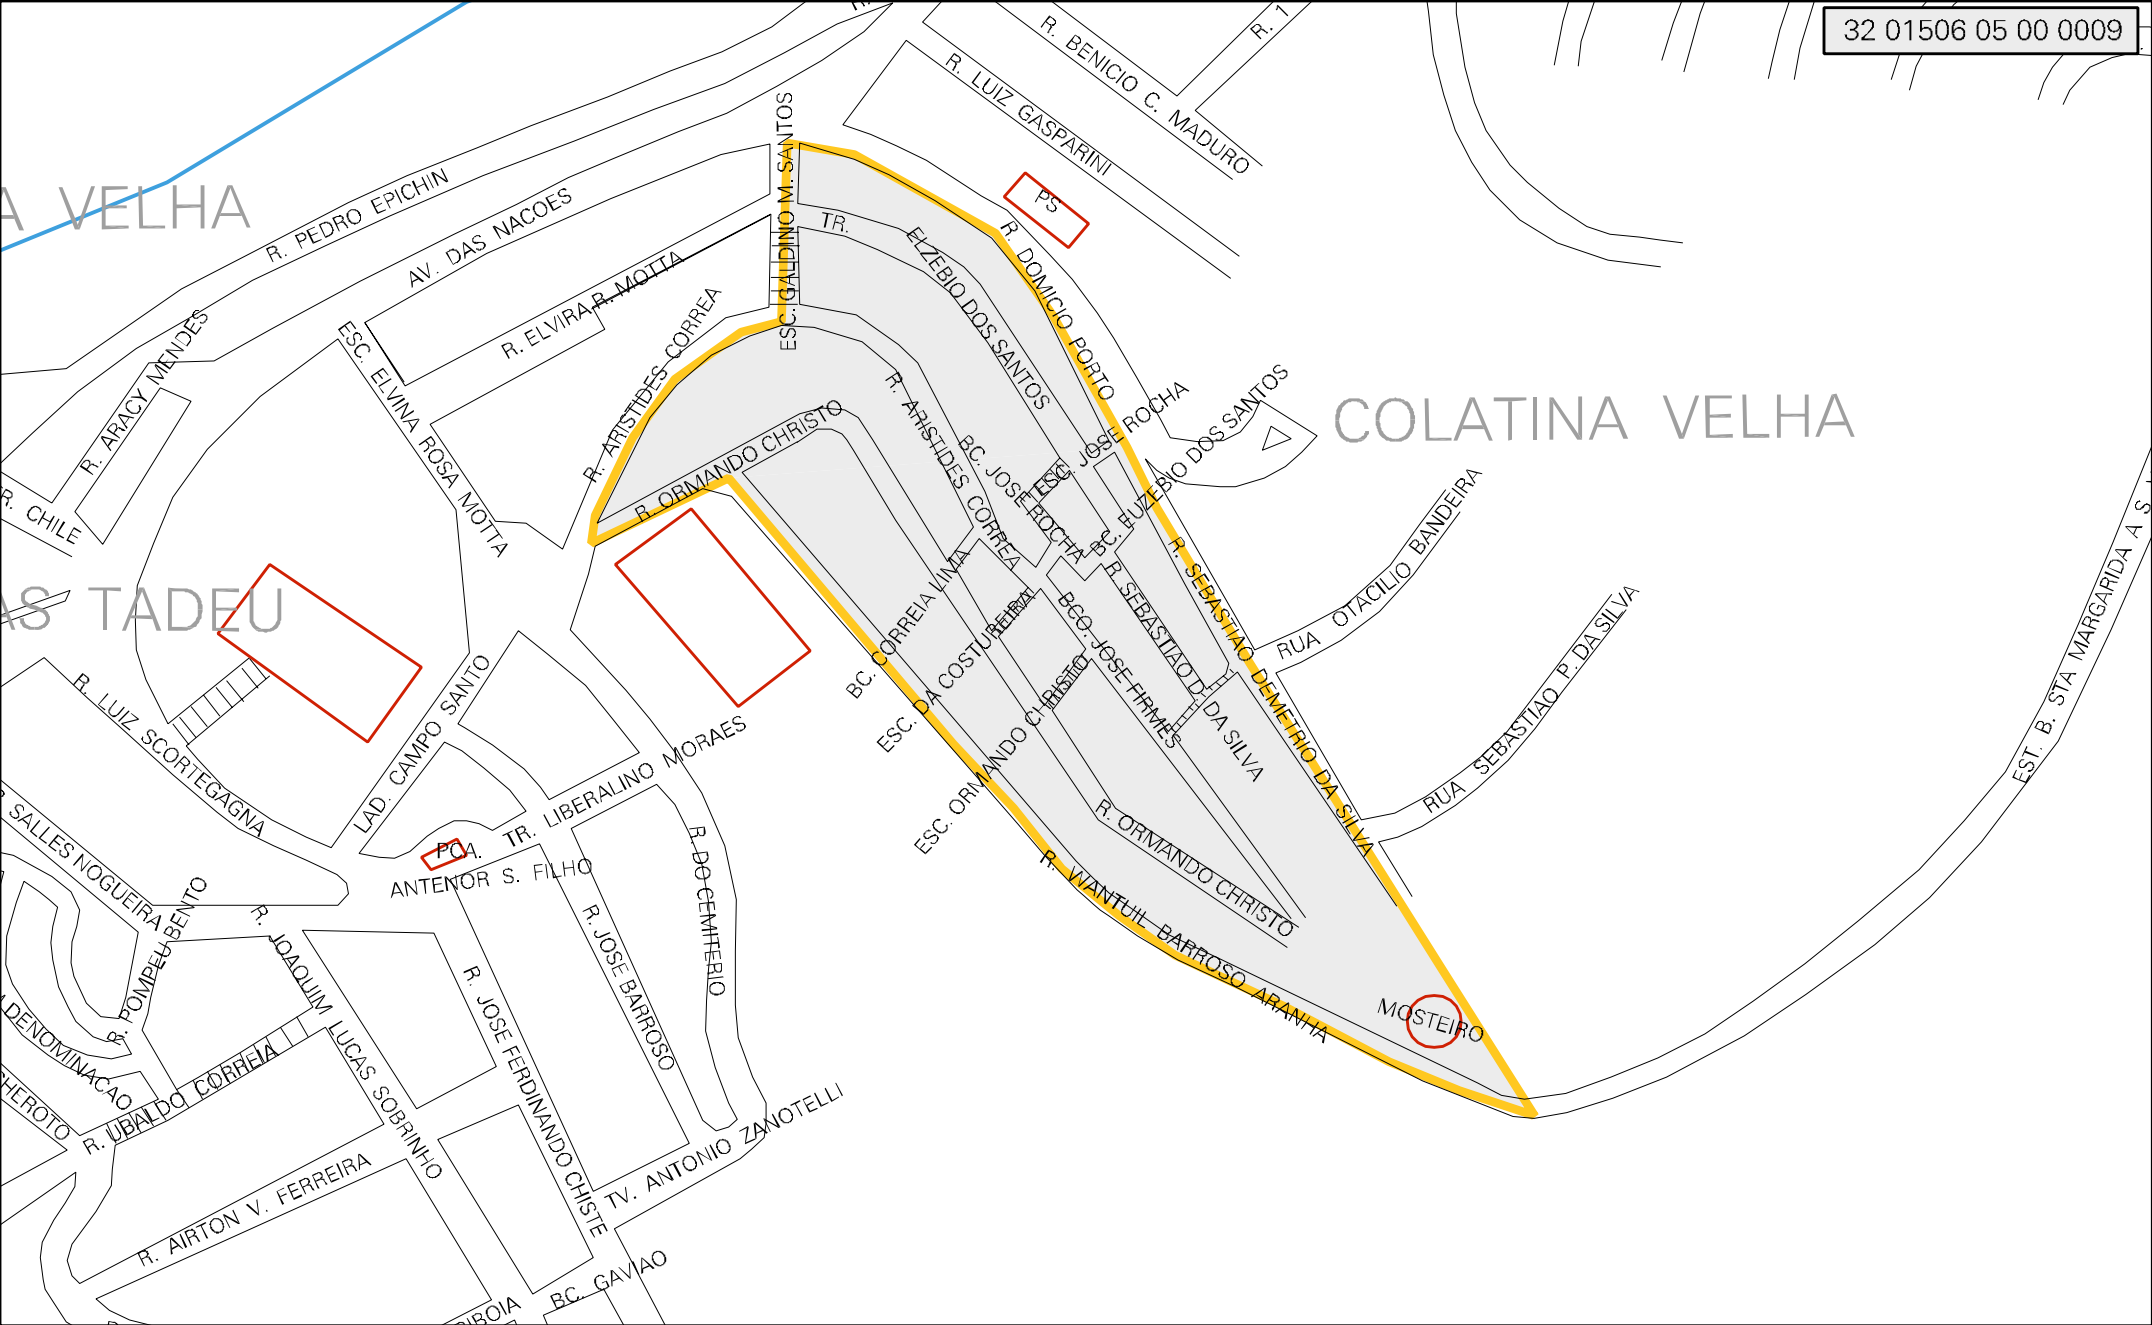 32 01506 05 00 0009
R. BENICIO C. MADURO
R. 1
R. LUIZ GASPARINI
PS
A VELHA
R. PEDRO EPICHIN
AV. DAS NACOES
ESC. GALDINO M. SANTOS
TR. ELZEBIO DOS SANTOS
R. DOMICIO PORTO
R. ELVIRA R. MOTTA
R. ARISTIDES CORREA
R. ARACY MENDES
ESC. ELVINA ROSA MOTTA
R. CHILE
COLATINA VELHA
R. ORMANDO CHRISTO
R. ARISTIDES CORREA
BC. JOSE ROCHA
ESC. JOSE ROCHA
BC. EUZEBIO DOS SANTOS
RUA OTACILIO BANDEIRA
RUA SEBASTIAO P. DA SILVA
EST. B. STA MARGARIDA A S.
AS TADEU
BC. CORREIA LIMA
ESC. DA COSTUREIRA
ESC. ORMANDO CHRISTO
BCO. JOSE FIRMES
R. SEBASTIAO D. DA SILVA
R. SEBASTIAO DEMETRIO DA SILVA
R. ORMANDO CHRISTO
R. WANTUIL BARROSO ARANHA
MOSTEIRO
R. LUIZ SCORTEGAGNA
LAD. CAMPO SANTO
TR. LIBERALINO MORAES
PCA.
ANTENOR S. FILHO
R. DO CEMITERIO
SALLES NOGUEIRA
R. POMPEU BENTO
R. JOAQUIM LUCAS SOBRINHO
R. JOSE BARROSO
R. JOSE FERDINANDO CHISTE
DENOMINACAO
HEROTO
R. UBALDO CORREIA
R. AIRTON V. FERREIRA
TV. ANTONIO ZANOTELLI
BC. GAVIAO
IBOIA